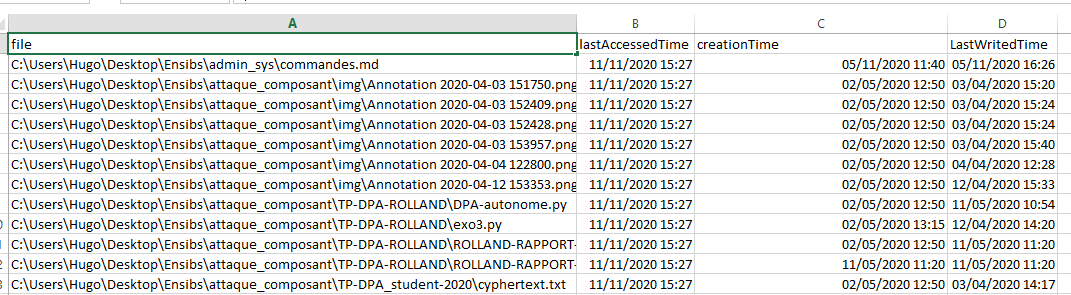 A B C D
file lastAccessedTime creationTime LastWritedTime
C:\Users\Hugo\Desktop\Ensibs\admin_sys\commandes.md 11/11/2020 15:27 05/11/2020 11:40 05/11/2020 16:26
C:\Users\Hugo\Desktop\Ensibs\attaque_composant\img\Annotation 2020-04-03 151750.png 11/11/2020 15:27 02/05/2020 12:50 03/04/2020 15:20
C:\Users\Hugo\Desktop\Ensibs\attaque_composant\img\Annotation 2020-04-03 152409.png 11/11/2020 15:27 02/05/2020 12:50 03/04/2020 15:24
C:\Users\Hugo\Desktop\Ensibs\attaque_composant\img\Annotation 2020-04-03 152428.png 11/11/2020 15:27 02/05/2020 12:50 03/04/2020 15:24
C:\Users\Hugo\Desktop\Ensibs\attaque_composant\img\Annotation 2020-04-03 153957.png 11/11/2020 15:27 02/05/2020 12:50 03/04/2020 15:40
C:\Users\Hugo\Desktop\Ensibs\attaque_composant\img\Annotation 2020-04-04 122800.png 11/11/2020 15:27 02/05/2020 12:50 04/04/2020 12:28
C:\Users\Hugo\Desktop\Ensibs\attaque_composant\img\Annotation 2020-04-12 153353.png 11/11/2020 15:27 02/05/2020 12:50 12/04/2020 15:33
C:\Users\Hugo\Desktop\Ensibs\attaque_composant\TP-DPA-ROLLAND\DPA-autonome.py 11/11/2020 15:27 02/05/2020 12:50 11/05/2020 10:54
C:\Users\Hugo\Desktop\Ensibs\attaque_composant\TP-DPA-ROLLAND\exo3.py 11/11/2020 15:27 02/05/2020 13:15 12/04/2020 14:20
C:\Users\Hugo\Desktop\Ensibs\attaque_composant\TP-DPA-ROLLAND\ROLLAND-RAPPORT- 11/11/2020 15:27 02/05/2020 12:50 11/05/2020 11:20
C:\Users\Hugo\Desktop\Ensibs\attaque_composant\TP-DPA-ROLLAND\ROLLAND-RAPPORT- 11/11/2020 15:27 11/05/2020 11:20 11/05/2020 11:20
C:\Users\Hugo\Desktop\Ensibs\attaque_composant\TP-DPA_student-2020\cyphertext.txt 11/11/2020 15:27 02/05/2020 12:50 03/04/2020 14:17